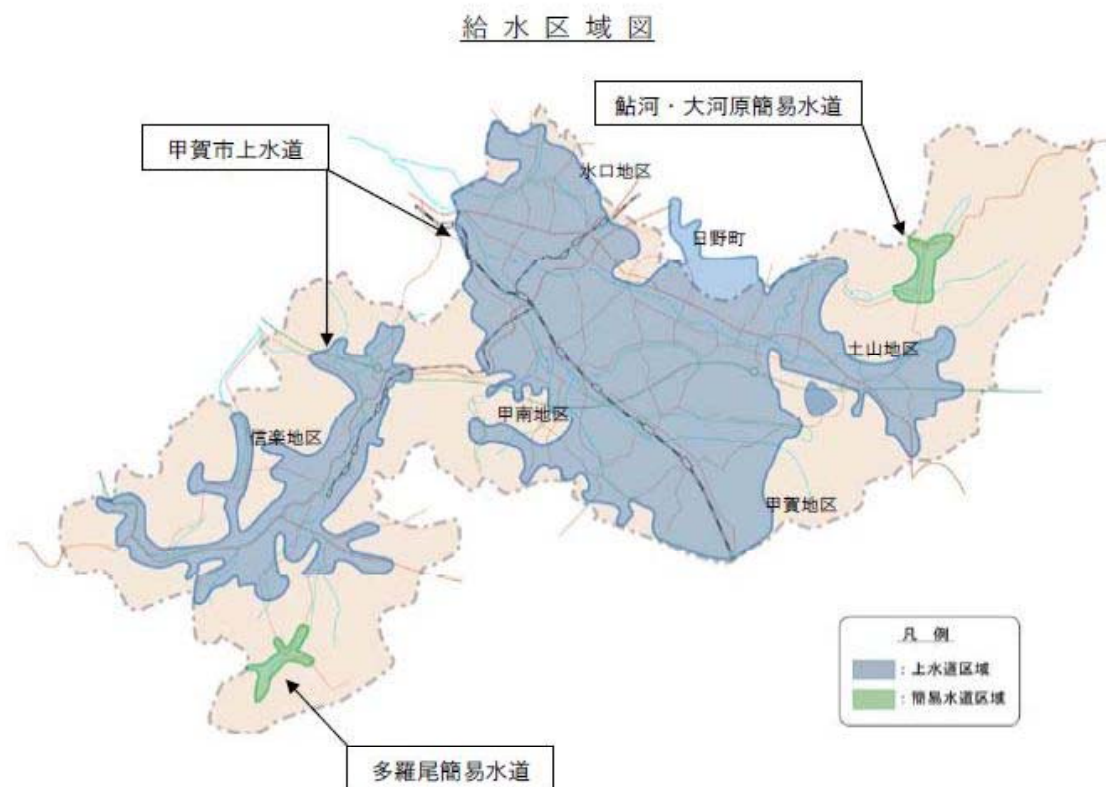 給水区域図
鮎河・大河原簡易水道
甲賀市上水道
水口地区
日野町
土山地区
甲南地区
信楽地区
甲賀地区
凡 例
：上水道区域
：簡易水道区域
多羅尾簡易水道